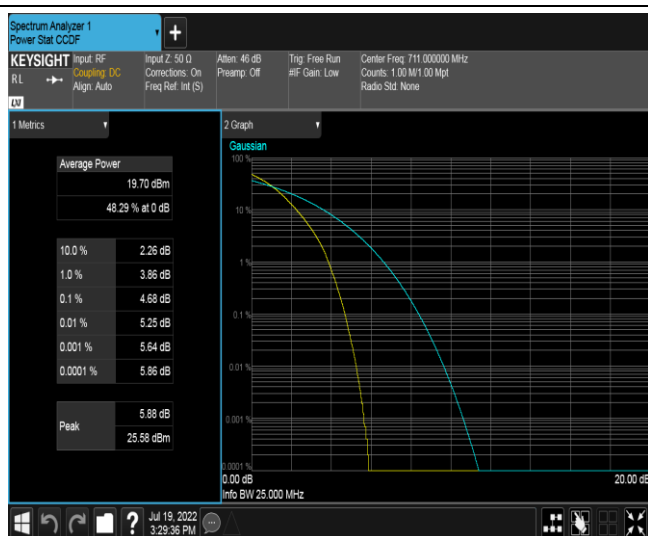 Spectrum Analyzer 1
Power Stat CCDF
+
KEYSIGHT Input: RF Input Z: 50 Ω Atten: 46 dB Trig: Free Run Center Freq: 711.000000 MHz
RL Coupling: DC Corrections: On Preamp: Off #IF Gain: Low Counts: 1.00 M/1.00 Mpt
Align: Auto Freq Ref: Int (S) Radio Std: None
LXI
1 Metrics
2 Graph
Average Power
19.70 dBm
48.29 % at 0 dB
10.0 % 2.26 dB
1.0 % 3.86 dB
0.1 % 4.68 dB
0.01 % 5.25 dB
0.001 % 5.64 dB
0.0001 % 5.86 dB
Peak 5.88 dB
25.58 dBm
Gaussian
100 %
10 %
1 %
0.1 %
0.01 %
0.001 %
0.0001 %
0.00 dB 20.00 dB
Info BW 25.000 MHz
? Jul 19, 2022
3:29:36 PM